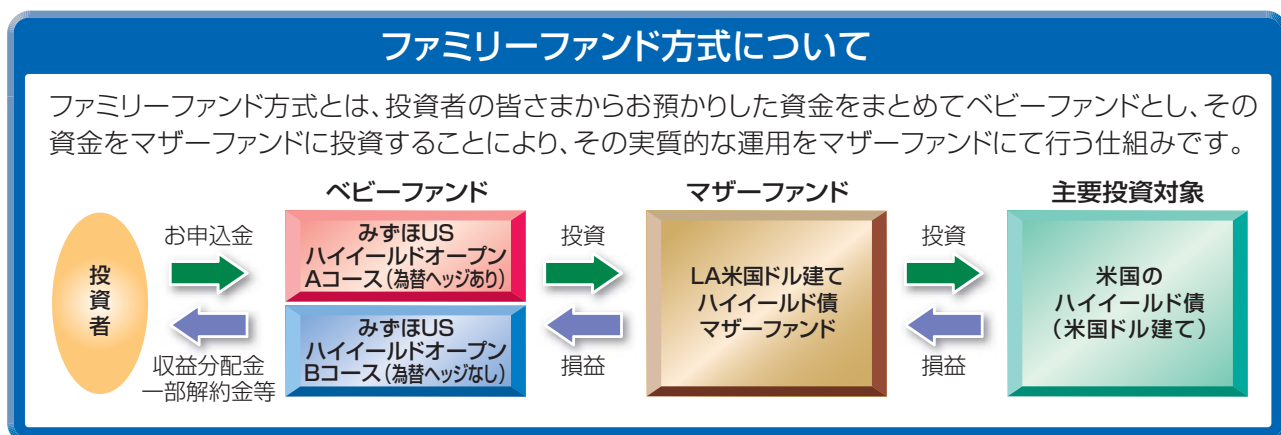 ファミリーファンド方式について
ファミリーファンド方式とは、投資者の皆さまからお預かりした資金をまとめてベビーファンドとし、その
資金をマザーファンドに投資することにより、その実質的な運用をマザーファンドにて行う仕組みです。
ベビーファンド
マザーファンド
主要投資対象
投資者
お申込金
収益分配金
一部解約金等
みずほUS
ハイイールドオープン
Aコース(為替ヘッジあり)
みずほUS
ハイイールドオープン
Bコース(為替ヘッジなし)
投資
損益
LA米国ドル建て
ハイイールド債
マザーファンド
投資
損益
米国の
ハイイールド債
(米国ドル建て)